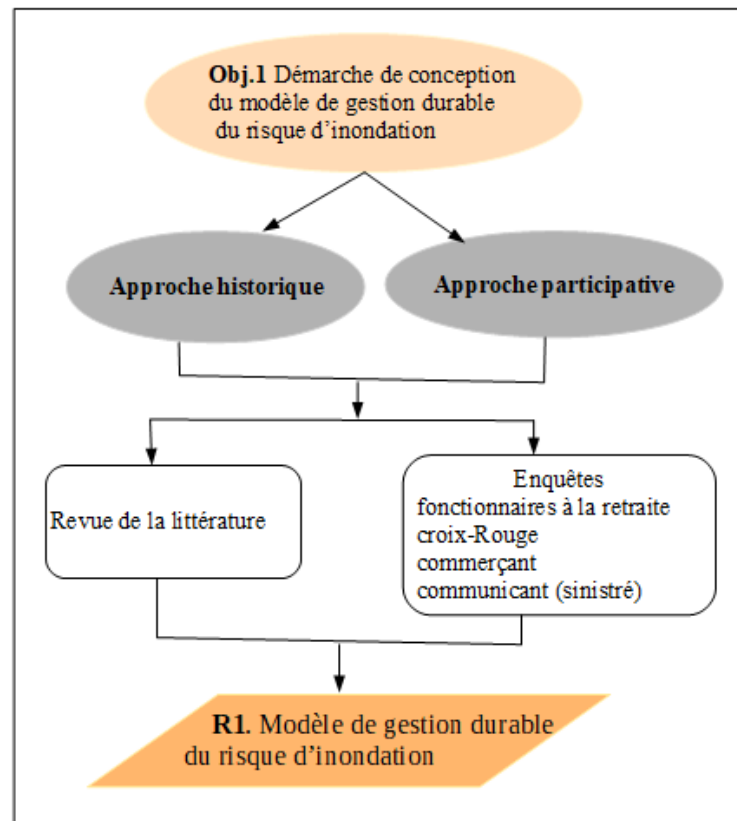 Obj.1 Démarche de conception
du modèle de gestion durable
du risque d'inondation
Approche historique
Approche participative
Revue de la littérature
Enquêtes
fonctionnaires à la retraite
croix-Rouge
commerçant
communicant (sinistré)
R1. Modèle de gestion durable
du risque d'inondation